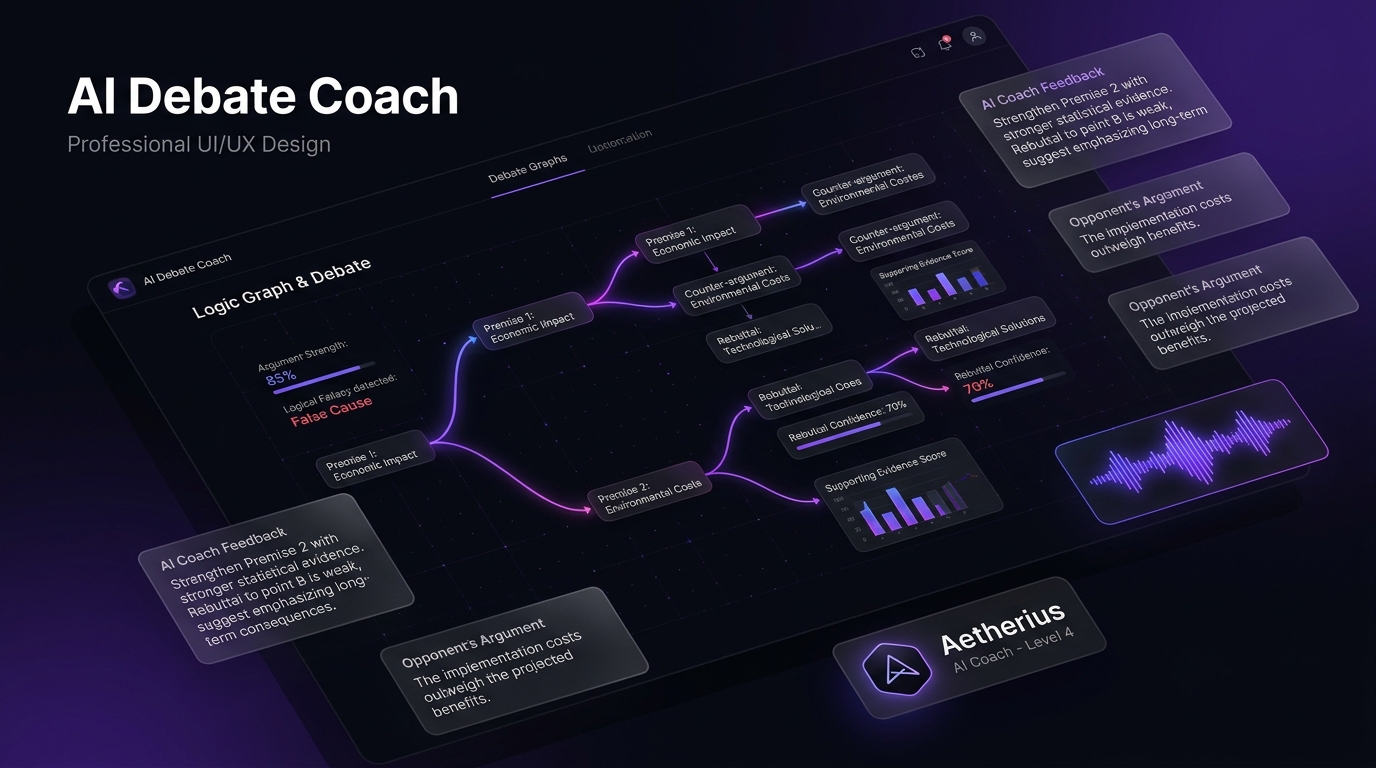 AI Debate Coach
Professional UI/UX Design
AI Debate Coach
Debate Graphs
Logic Graph & Debate
Argument Strength:
85%
Logical Fallacy detected:
False Cause
Premise 1:
Economic Impact
Premise 1:
Economic Impact
Premise 1:
Economic Impact
Counter-argument:
Environmental Costs
Rebuttal:
Technological Solu...
Counter-argument:
Environmental Costes
Counter-argument:
Environmental Costs
Supporting Evidence Score
Rebuttal:
Technological Solutions
Rebuttal Confidence:
70%
Rebuttal:
Technological Coes
Rebuttal Confidence: 70%
Premise 2:
Environmantal Costs
Supporting Evidence Score
AI Coach Feedback
Strengthen Premise 2 with
stronger statistical evidence.
Rebuttal to point B is weak,
suggest emphasizing long-term
Opponent's Argument
The implementation costs
outweigh benefits.
Opponent's Argument
The implementation costs
outweigh the projected
benefits.
AI Coach Feedback
Strengthen Premise 2 with
stronger statistical evidence.
Rebuttal to point B is weak,
suggest emphasizing long-
term consequences.
Opponent's Argument
The implementation costs
outweigh the projected
benefits.
Aetherius
AI Coach - Level 4